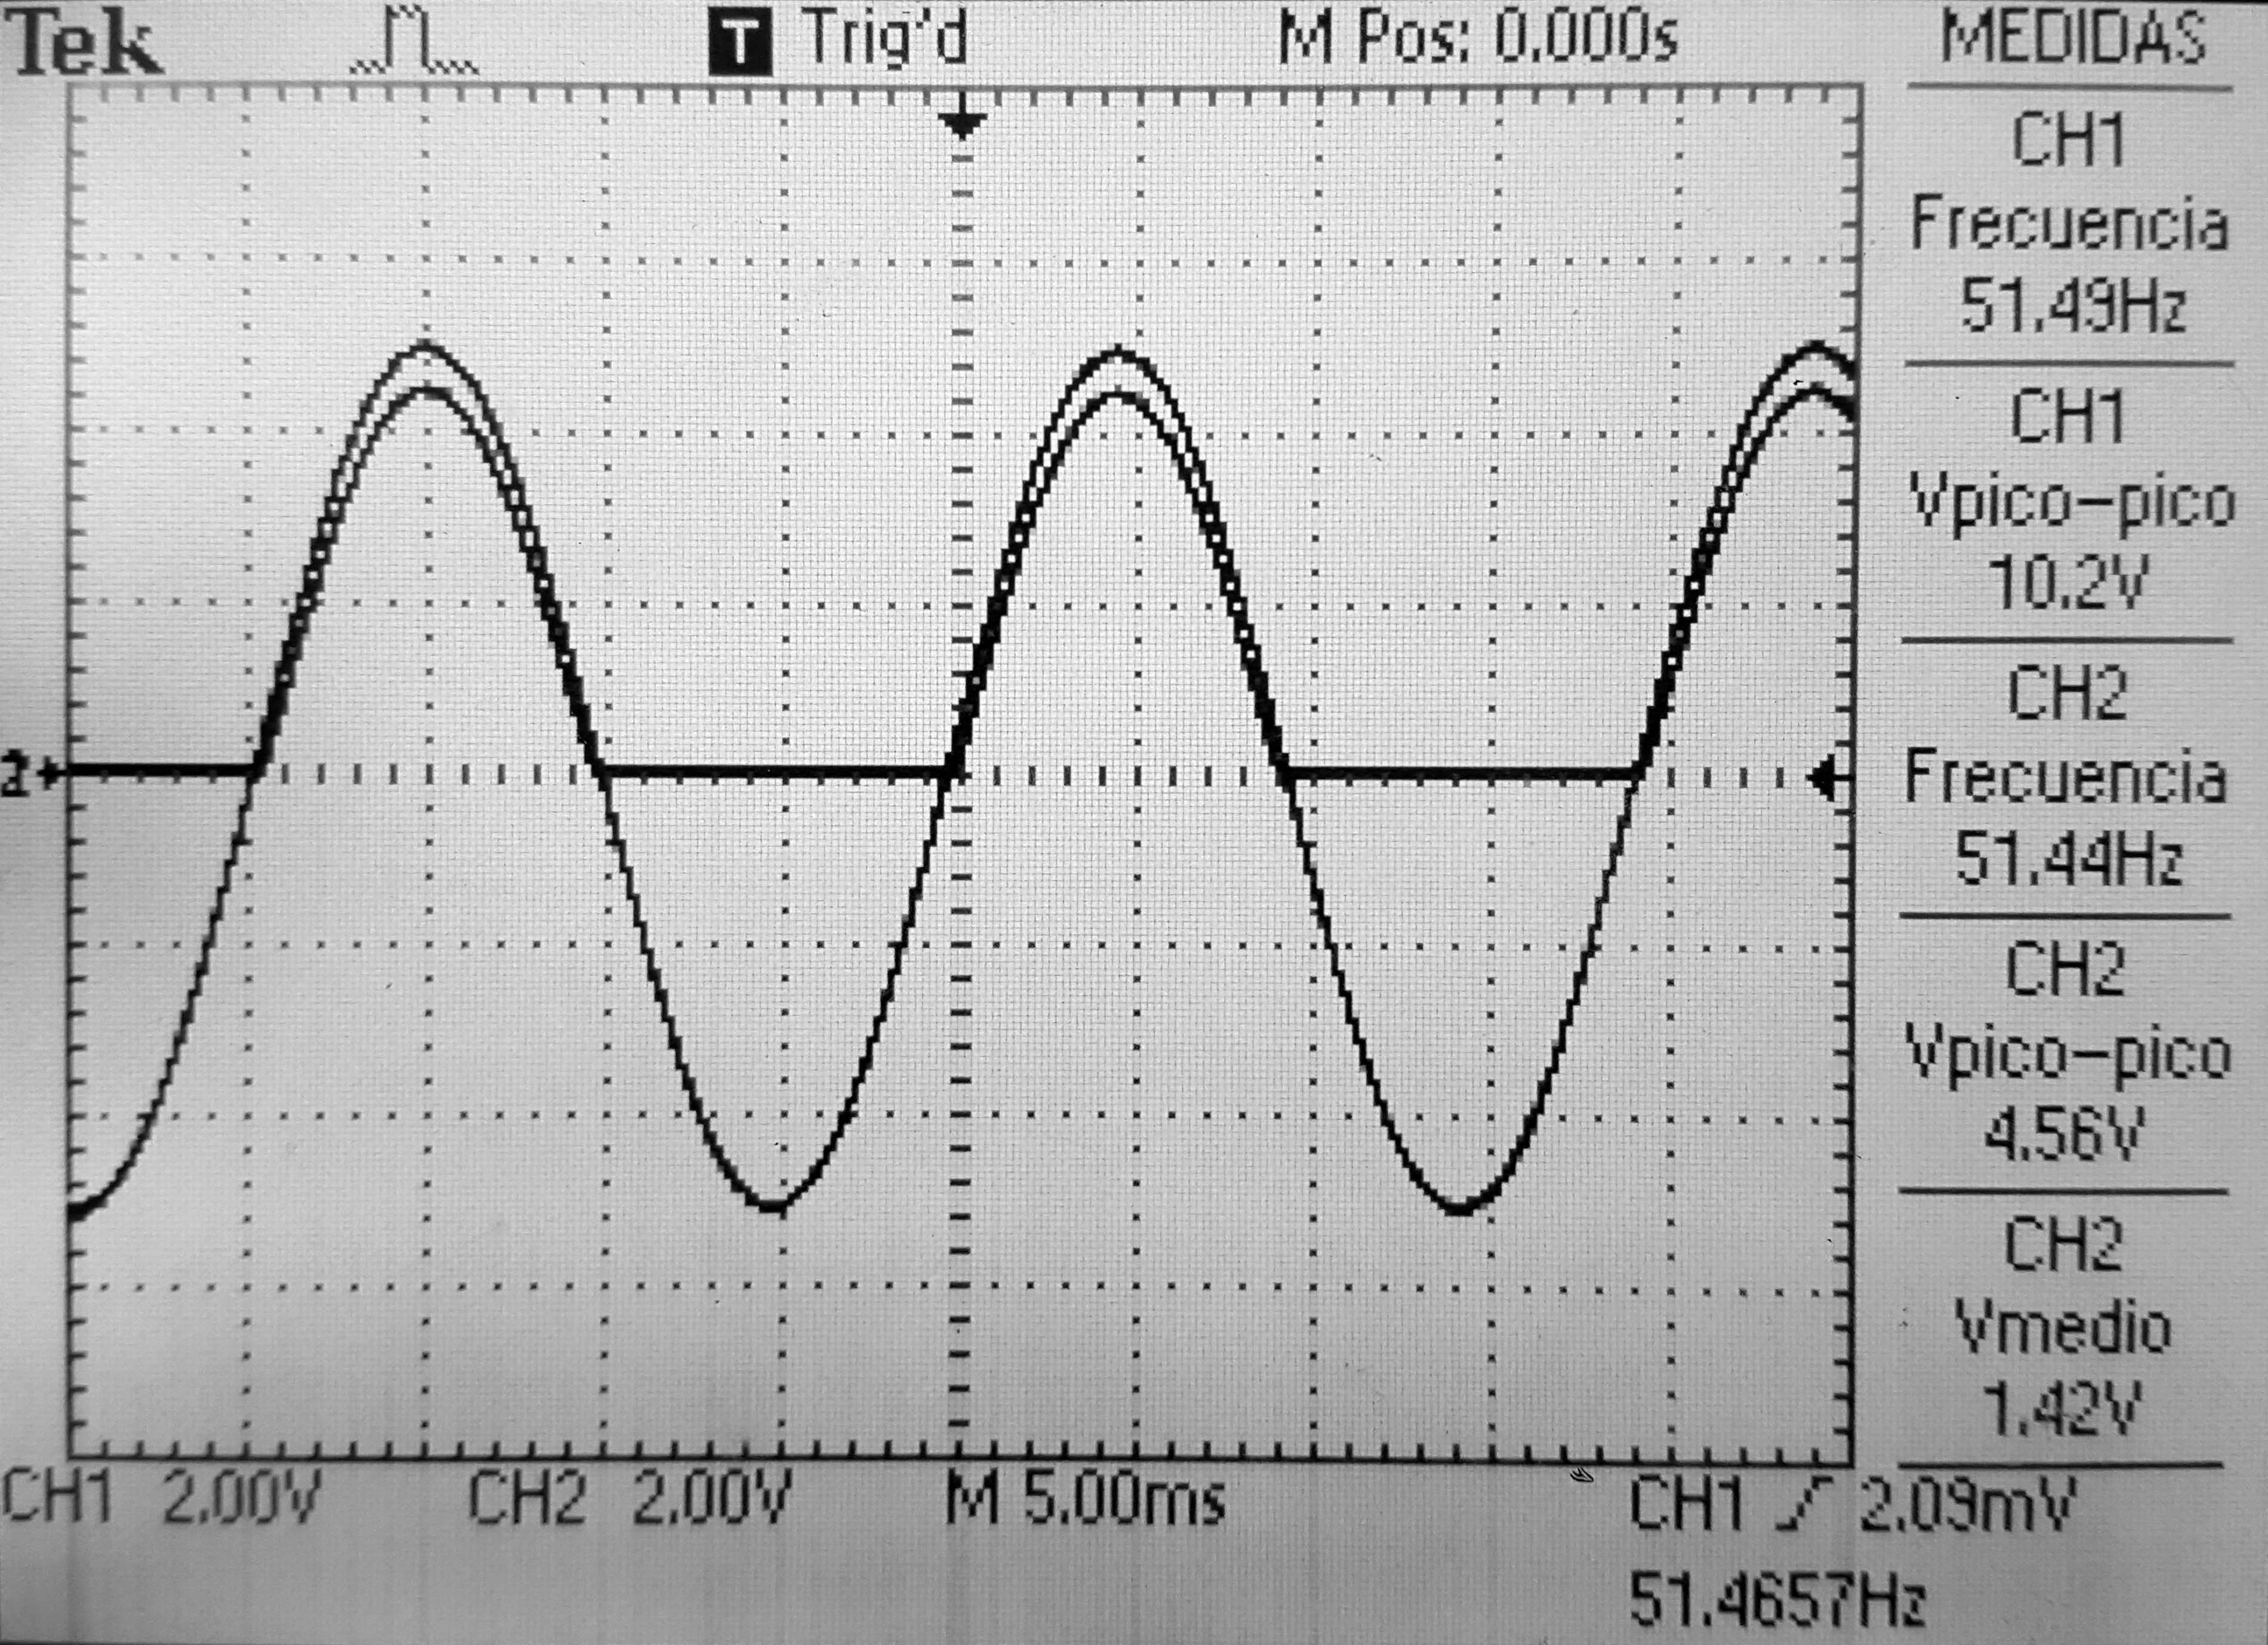 Tek T Trig'd M Pos: 0.000s MEDIDAS
CH1
Frecuencia
51.49Hz
CH1
Vpico-pico
10.2V
CH2
Frecuencia
51.44Hz
CH2
Vpico-pico
4.56V
CH2
Vmedio
1.42V
2
CH1 2.00V CH2 2.00V M 5.00ms CH1 2.09mV
51.4657Hz